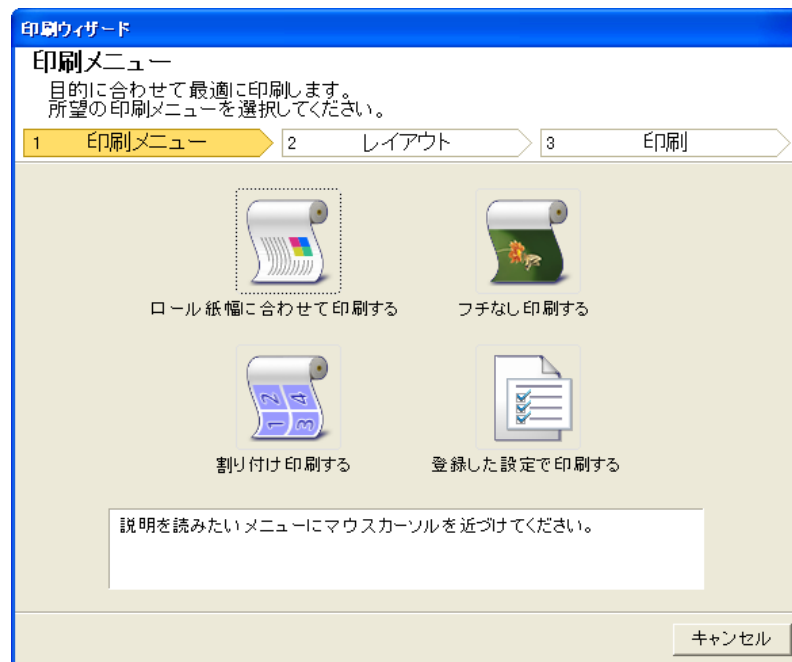 印刷ウィザード
印刷メニュー
目的に合わせて最適に印刷します。
所望の印刷メニューを選択してください。
1 印刷メニュー 2 レイアウト 3 印刷
ロール紙幅に合わせて印刷する フチなし印刷する
1 2 3 4
割り付け印刷する 登録した設定で印刷する
説明を読みたいメニューにマウスカーソルを近づけてください。
キャンセル